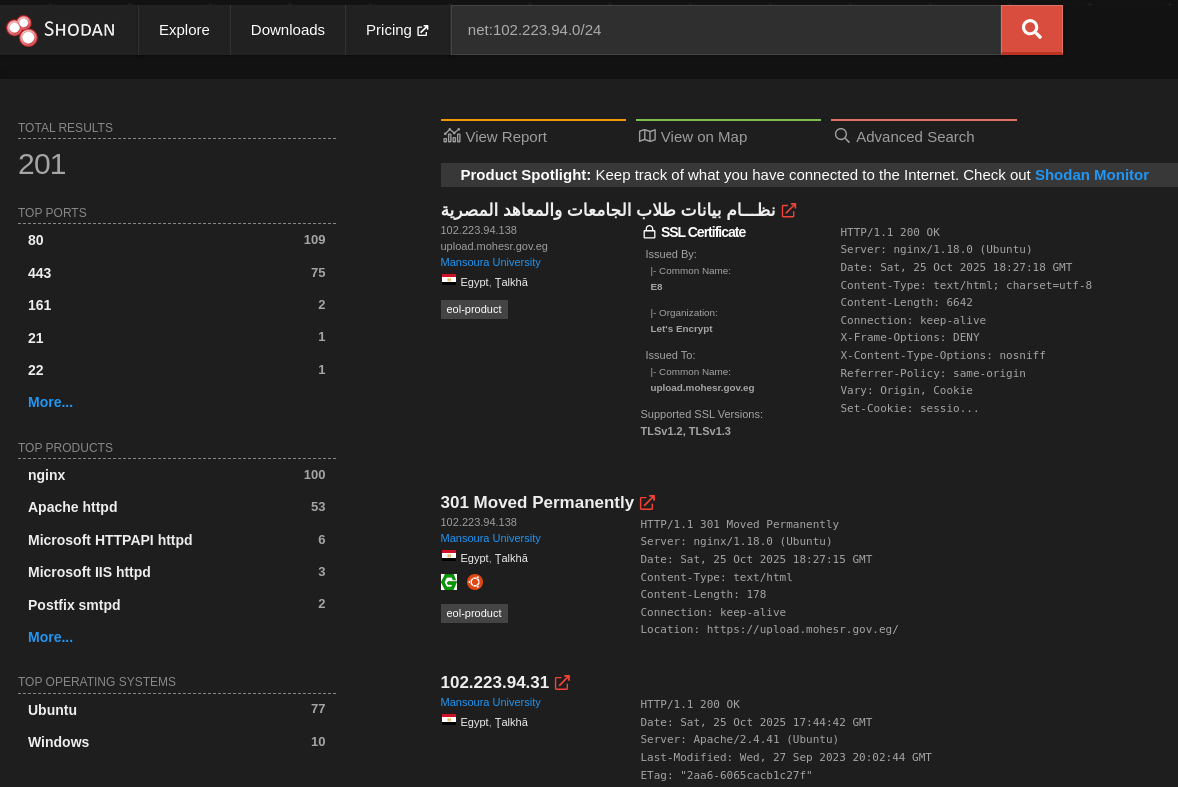 SHODAN
Explore
Downloads
Pricing
net:102.223.94.0/24
TOTAL RESULTS
201
TOP PORTS
80 109
443 75
161 2
21 1
22 1
More...
TOP PRODUCTS
nginx 100
Apache httpd 53
Microsoft HTTPAPI httpd 6
Microsoft IIS httpd 3
Postfix smtpd 2
More...
TOP OPERATING SYSTEMS
Ubuntu 77
Windows 10
View Report
View on Map
Advanced Search
Product Spotlight: Keep track of what you have connected to the Internet. Check out Shodan Monitor
نظـــام بيانات طلاب الجامعات والمعاهد المصرية
102.223.94.138
upload.mohesr.gov.eg
Mansoura University
Egypt, Ţalkhā
eol-product
SSL Certificate
Issued By:
|- Common Name:
E8
|- Organization:
Let's Encrypt
Issued To:
|- Common Name:
upload.mohesr.gov.eg
Supported SSL Versions:
TLSv1.2, TLSv1.3
HTTP/1.1 200 OK
Server: nginx/1.18.0 (Ubuntu)
Date: Sat, 25 Oct 2025 18:27:18 GMT
Content-Type: text/html; charset=utf-8
Content-Length: 6642
Connection: keep-alive
X-Frame-Options: DENY
X-Content-Type-Options: nosniff
Referrer-Policy: same-origin
Vary: Origin, Cookie
Set-Cookie: sessio...
301 Moved Permanently
102.223.94.138
Mansoura University
Egypt, Ţalkhā
eol-product
HTTP/1.1 301 Moved Permanently
Server: nginx/1.18.0 (Ubuntu)
Date: Sat, 25 Oct 2025 18:27:15 GMT
Content-Type: text/html
Content-Length: 178
Connection: keep-alive
Location: https://upload.mohesr.gov.eg/
102.223.94.31
Mansoura University
Egypt, Ţalkhā
HTTP/1.1 200 OK
Date: Sat, 25 Oct 2025 17:44:42 GMT
Server: Apache/2.4.41 (Ubuntu)
Last-Modified: Wed, 27 Sep 2023 20:02:44 GMT
ETag: "2aa6-6065cacb1c27f"